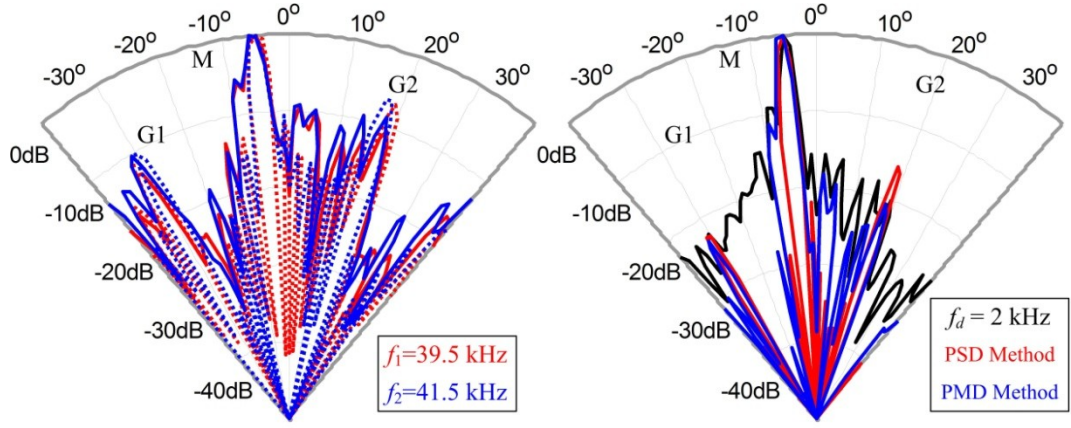 0°
-10°
10°
-20°
M
20°
-30°
G2
30°
G1
0dB
-10dB
-20dB
-30dB
-40dB
f₁=39.5 kHz
f₂=41.5 kHz
0°
-10°
10°
-20°
M
20°
-30°
G2
30°
G1
0dB
-10dB
-20dB
-30dB
-40dB
f_d = 2 kHz
PSD Method
PMD Method